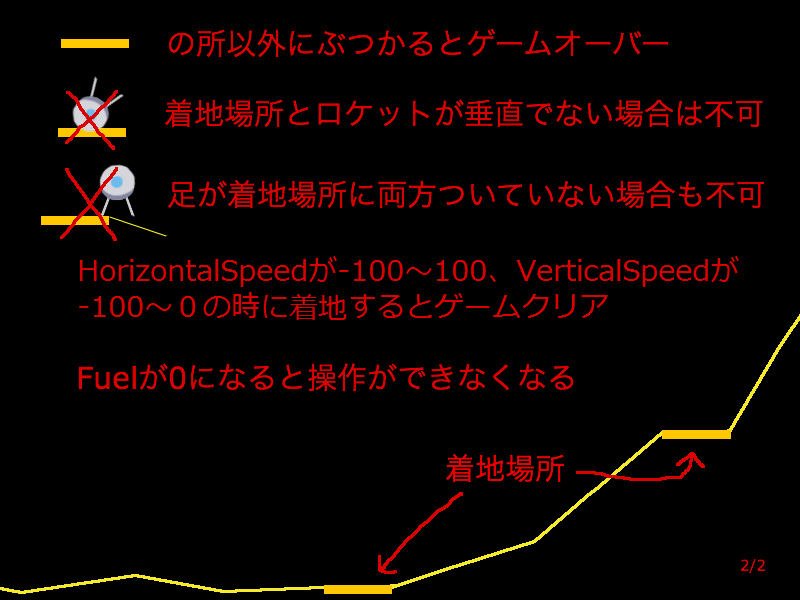 の所以外にぶつかるとゲームオーバー
着地場所とロケットが垂直でない場合は不可
足が着地場所に両方ついていない場合も不可
HorizontalSpeedが-100～100、VerticalSpeedが
-100～０の時に着地するとゲームクリア
Fuelが0になると操作ができなくなる
着地場所
2/2